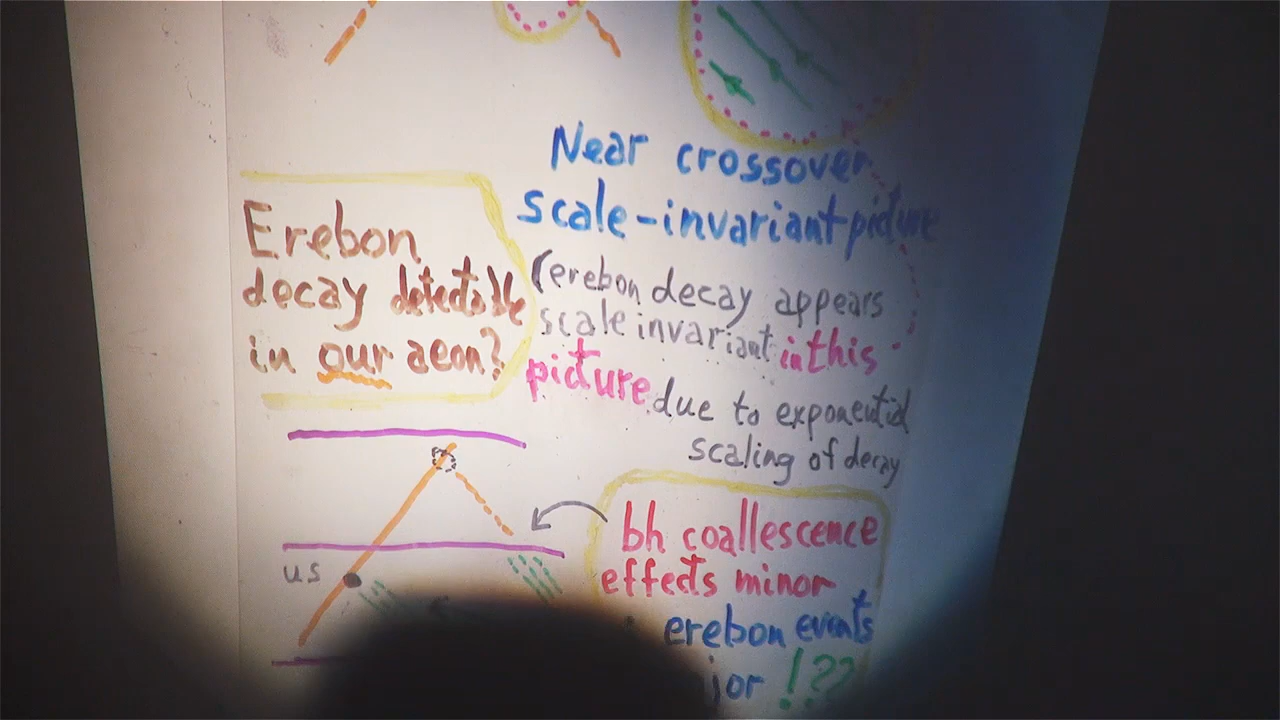 Near crossover
scale-invariant picture
(erebon decay appears
scale invariant in this
picture due to exponential
scaling of decay
Erebon
decay detectable
in our aeon?
us
bh coallescence
effects minor
erebon events
!??